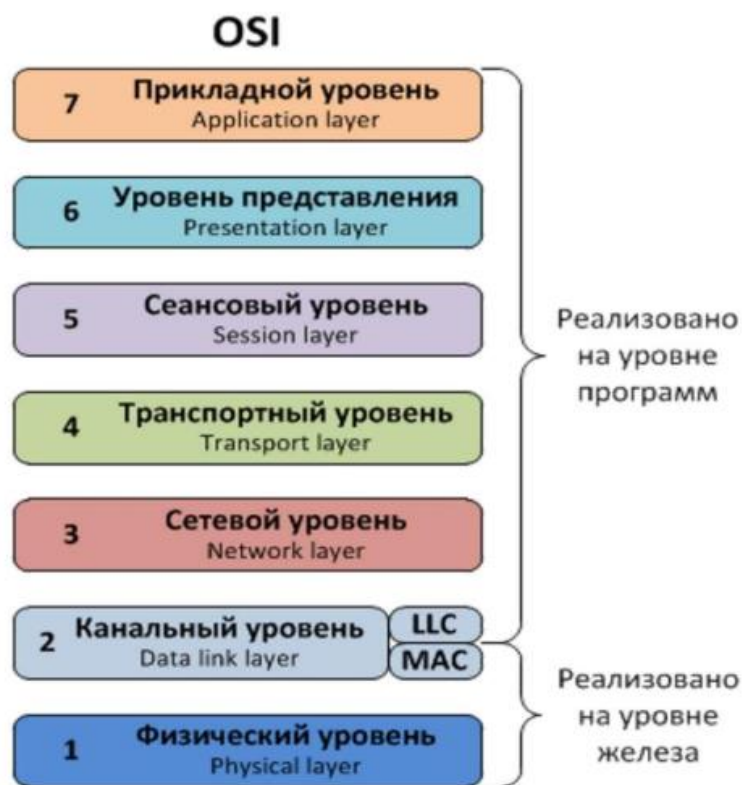 OSI
7 Прикладной уровень
Application layer
6 Уровень представления
Presentation layer
5 Сеансовый уровень
Session layer
Реализовано
на уровне
программ
4 Транспортный уровень
Transport layer
3 Сетевой уровень
Network layer
2 Канальный уровень
Data link layer
LLC
MAC
Реализовано
на уровне
железа
1 Физический уровень
Physical layer